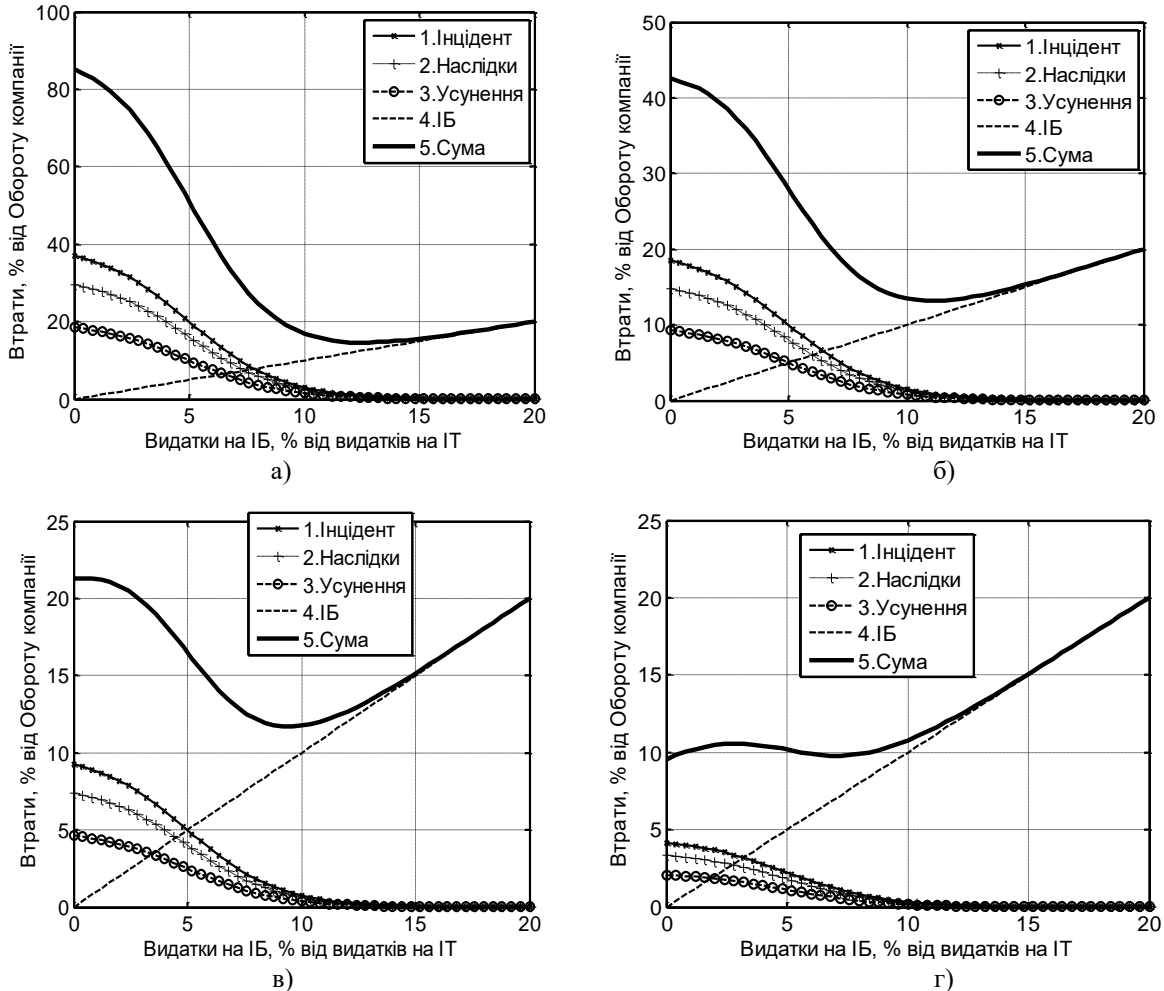 100
80
60
40
20
0
Втрати, % від Обороту компанії
1.Інцідент
2.Наслідки
3.Усунення
4.ІБ
5.Сума
0 5 10 15 20
Видатки на ІБ, % від видатків на ІТ
а)
50
40
30
20
10
0
Втрати, % від Обороту компанії
1.Інцідент
2.Наслідки
3.Усунення
4.ІБ
5.Сума
0 5 10 15 20
Видатки на ІБ, % від видатків на ІТ
б)
25
20
15
10
5
0
Втрати, % від Обороту компанії
1.Інцідент
2.Наслідки
3.Усунення
4.ІБ
5.Сума
0 5 10 15 20
Видатки на ІБ, % від видатків на ІТ
в)
25
20
15
10
5
0
Втрати, % від Обороту компанії
1.Інцідент
2.Наслідки
3.Усунення
4.ІБ
5.Сума
0 5 10 15 20
Видатки на ІБ, % від видатків на ІТ
г)